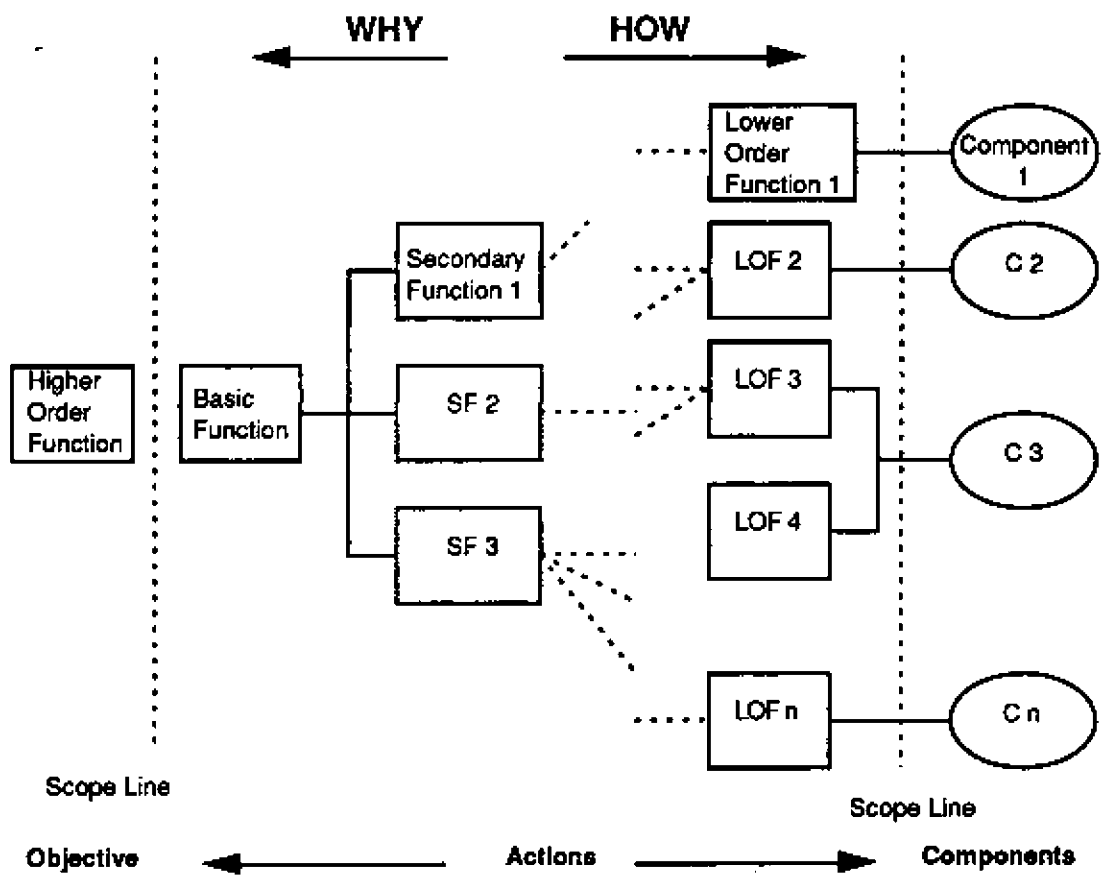 WHY
HOW
Lower
Order
Function 1
Component
1
Secondary
Function 1
LOF 2
C 2
Higher
Order
Function
Basic
Function
SF 2
LOF 3
C 3
SF 3
LOF 4
LOF n
C n
Scope Line
Scope Line
Objective
Actions
Components